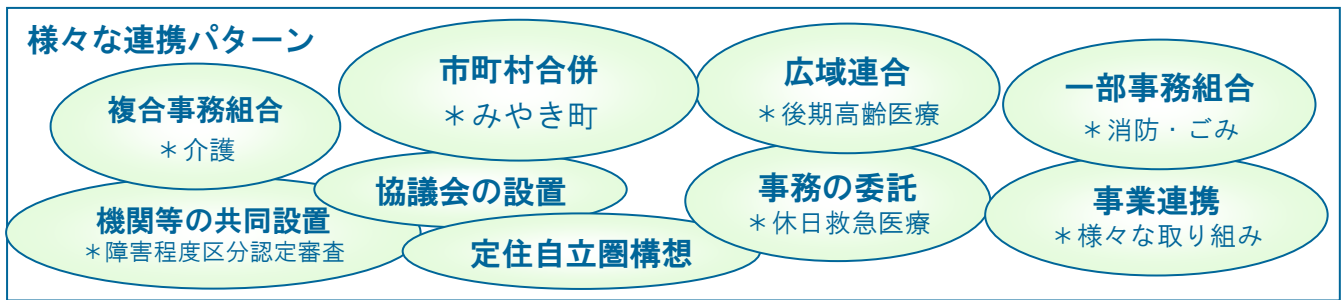 様々な連携パターン
複合事務組合
＊介護
市町村合併
＊みやき町
広域連合
＊後期高齢医療
一部事務組合
＊消防・ごみ
機関等の共同設置
＊障害程度区分認定審査
協議会の設置
定住自立圏構想
事務の委託
＊休日救急医療
事業連携
＊様々な取り組み